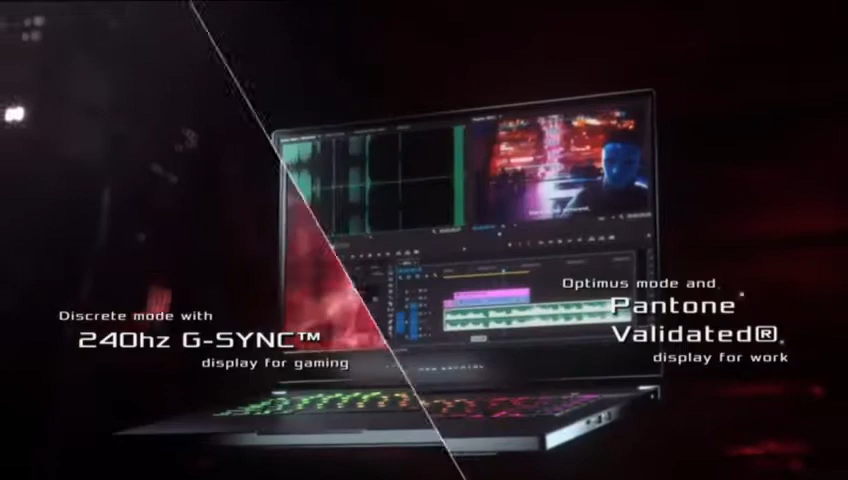 Discrete mode with
240hz G-SYNC™
display for gaming
Optimus mode and
Pantone®
Validated®.
display for work